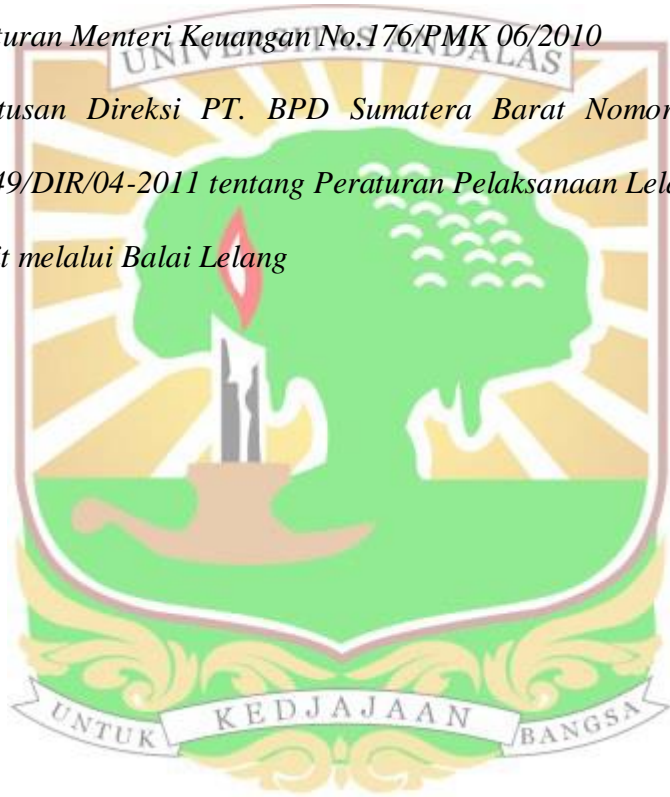 turan Menteri Keuangan No.176/PMK 06/2010
UNIVERSITAS ANDALAS
tusan Direksi PT. BPD Sumatera Barat Nomor
49/DIR/04-2011 tentang Peraturan Pelaksanaan Lela
t melalui Balai Lelang
UNTUK KEDJAJAAN BANGSA